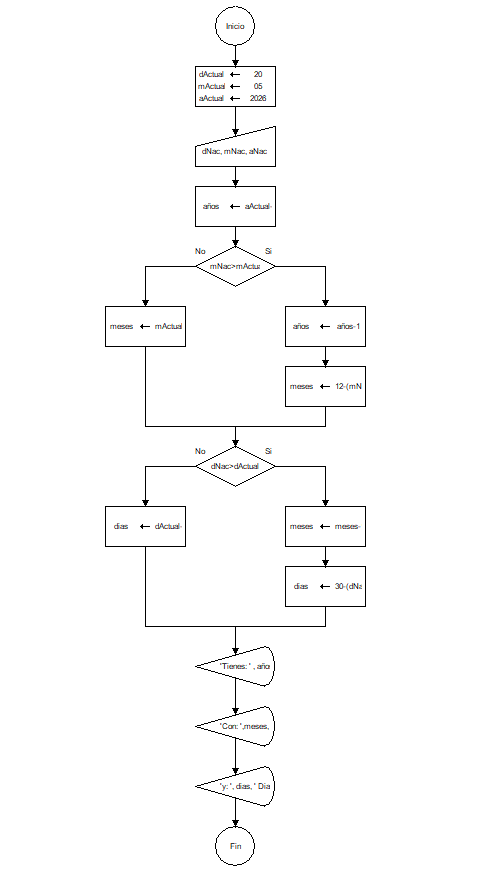 Inicio
dActual ← 20
mActual ← 05
aActual ← 2026
dNac, mNac, aNac
años ← aActual-
No
Si
mNac>mActua
meses ← mActual
años ← años-1
meses ← 12-(mN
No
Si
dNac>dActual
dias ← dActual-
meses ← meses-
dias ← 30-(dNa
"Tienes: " , año
"Con: ",meses,
"y: ", dias, " Dia
Fin